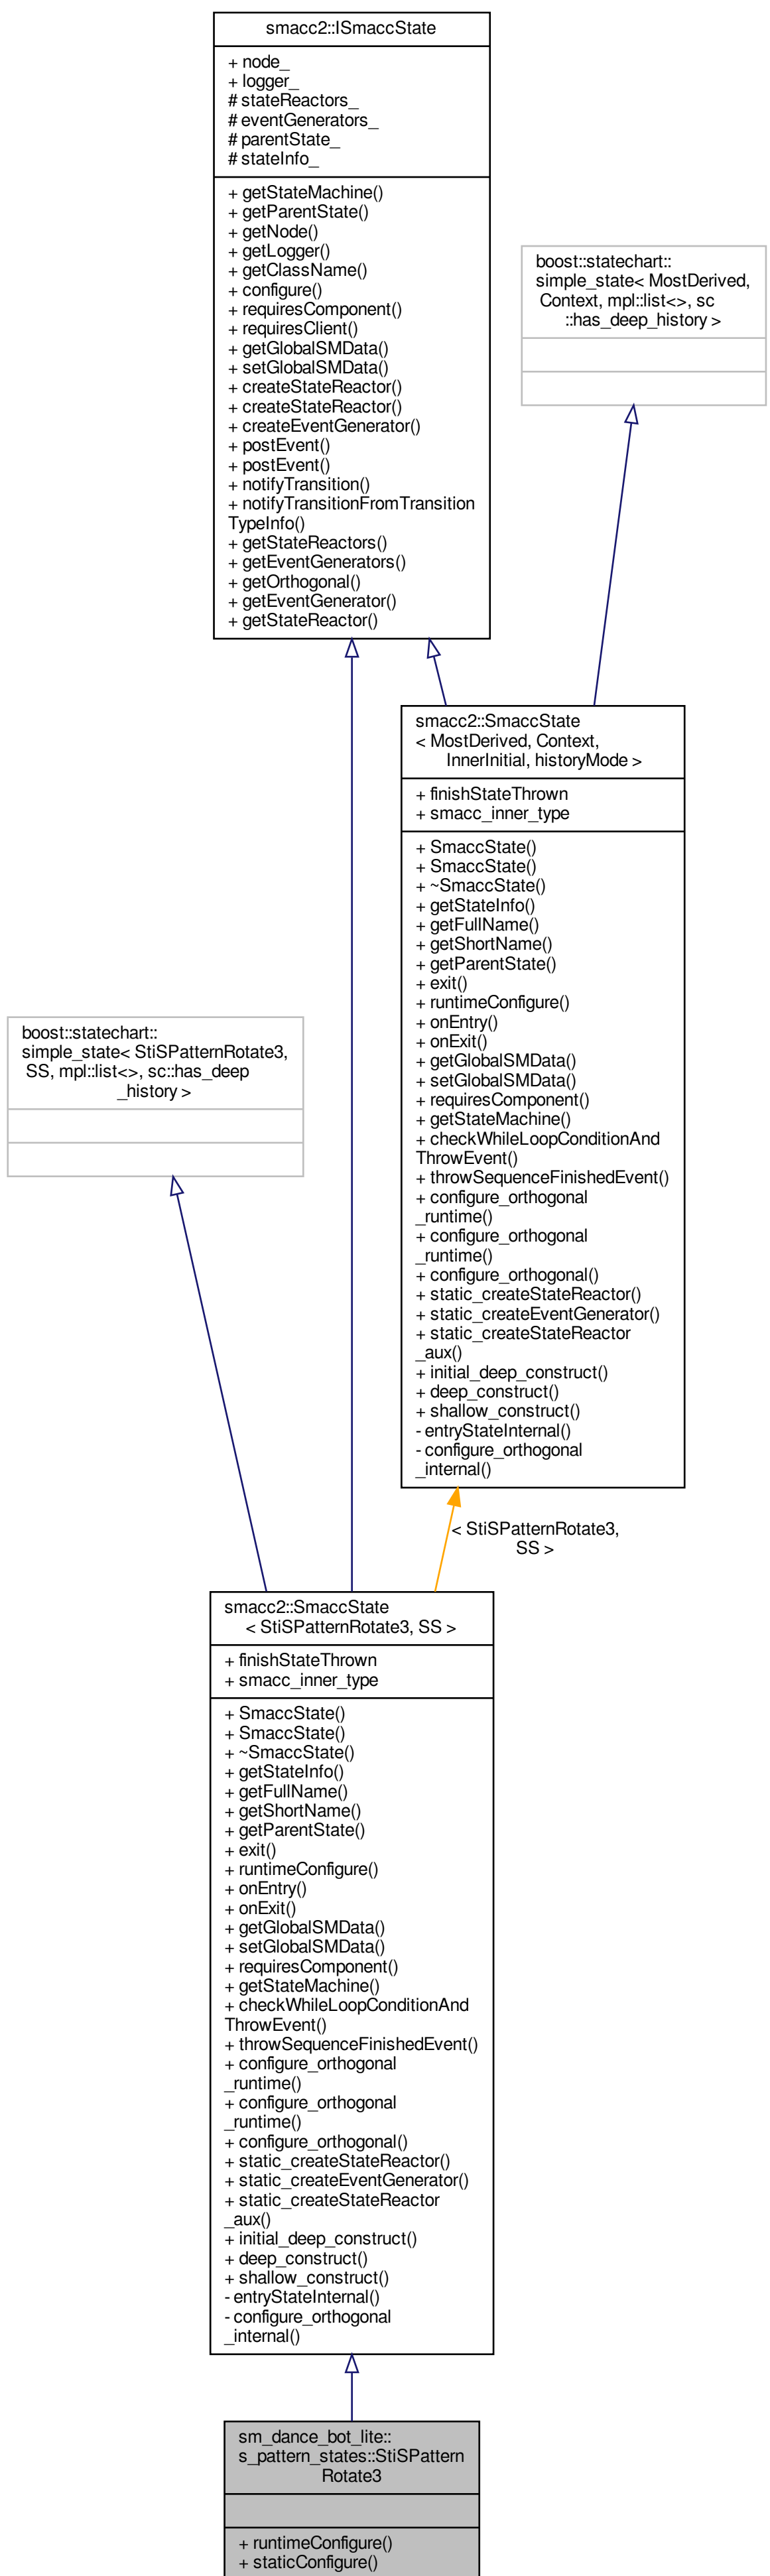 smacc2::ISmaccState
+ node_
+ logger_
# stateReactors_
# eventGenerators_
# parentState_
# stateInfo_
+ getStateMachine()
+ getParentState()
+ getNode()
+ getLogger()
+ getClassName()
+ configure()
+ requiresComponent()
+ requiresClient()
+ getGlobalSMData()
+ setGlobalSMData()
+ createStateReactor()
+ createStateReactor()
+ createEventGenerator()
+ postEvent()
+ postEvent()
+ notifyTransition()
+ notifyTransitionFromTransition
TypeInfo()
+ getStateReactors()
+ getEventGenerators()
+ getOrthogonal()
+ getEventGenerator()
+ getStateReactor()
boost::statechart::
simple_state< MostDerived,
Context, mpl::list<>, sc
::has_deep_history >
smacc2::SmaccState
< MostDerived, Context,
InnerInitial, historyMode >
+ finishStateThrown
+ smacc_inner_type
+ SmaccState()
+ SmaccState()
+ ~SmaccState()
+ getStateInfo()
+ getFullName()
+ getShortName()
+ getParentState()
+ exit()
+ runtimeConfigure()
+ onEntry()
+ onExit()
+ getGlobalSMData()
+ setGlobalSMData()
+ requiresComponent()
+ getStateMachine()
+ checkWhileLoopConditionAnd
ThrowEvent()
+ throwSequenceFinishedEvent()
+ configure_orthogonal
_runtime()
+ configure_orthogonal
_runtime()
+ configure_orthogonal()
+ static_createStateReactor()
+ static_createEventGenerator()
+ static_createStateReactor
_aux()
+ initial_deep_construct()
+ deep_construct()
+ shallow_construct()
- entryStateInternal()
- configure_orthogonal
_internal()
boost::statechart::
simple_state< StiSPatternRotate3,
SS, mpl::list<>, sc::has_deep
_history >
< StiSPatternRotate3,
SS >
smacc2::SmaccState
< StiSPatternRotate3, SS >
+ finishStateThrown
+ smacc_inner_type
+ SmaccState()
+ SmaccState()
+ ~SmaccState()
+ getStateInfo()
+ getFullName()
+ getShortName()
+ getParentState()
+ exit()
+ runtimeConfigure()
+ onEntry()
+ onExit()
+ getGlobalSMData()
+ setGlobalSMData()
+ requiresComponent()
+ getStateMachine()
+ checkWhileLoopConditionAnd
ThrowEvent()
+ throwSequenceFinishedEvent()
+ configure_orthogonal
_runtime()
+ configure_orthogonal
_runtime()
+ configure_orthogonal()
+ static_createStateReactor()
+ static_createEventGenerator()
+ static_createStateReactor
_aux()
+ initial_deep_construct()
+ deep_construct()
+ shallow_construct()
- entryStateInternal()
- configure_orthogonal
_internal()
sm_dance_bot_lite::
s_pattern_states::StiSPattern
Rotate3
+ runtimeConfigure()
+ staticConfigure()